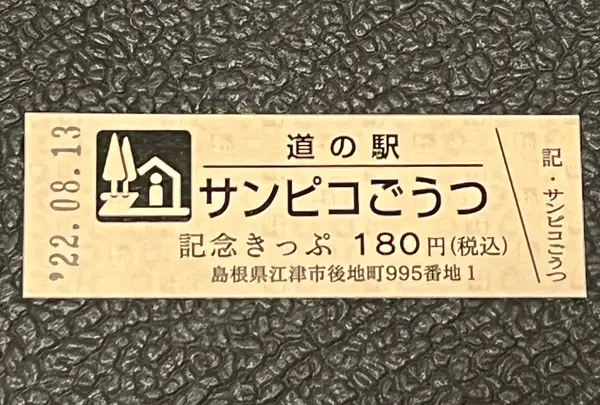 '22.08.13
道の駅
サンピコごうつ
記念きっぷ 180円(税込)
島根県江津市後地町995番地1
記・サンピコごうつ